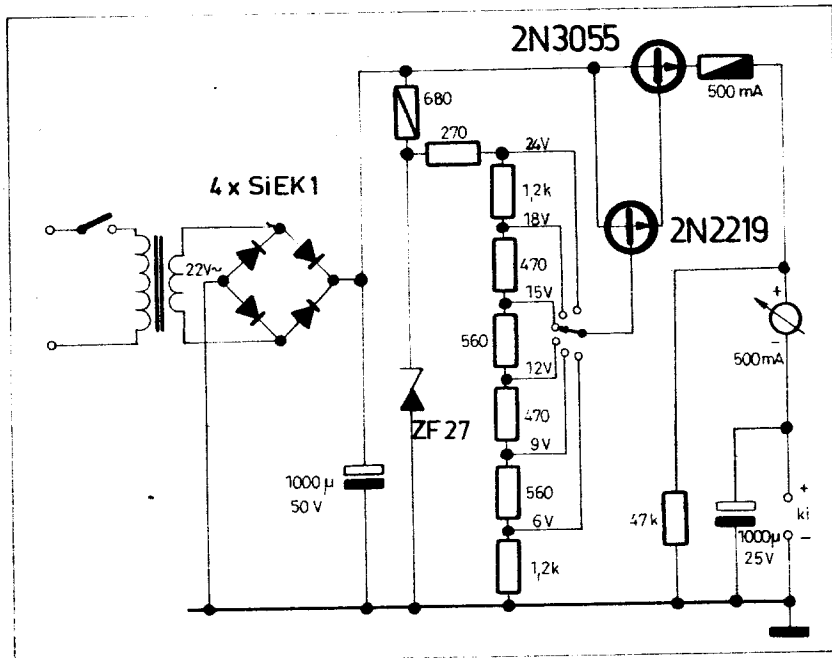 2N3055
680
500 mA
270
24V
4 x SiEK1
1,2k
18V
2N2219
22V~
470
15V
+
560
12V
-
500mA
470
ZF 27
9V
1000µ
50 V
560
+
6V
47k
ki
1000µ
25V
-
1,2k